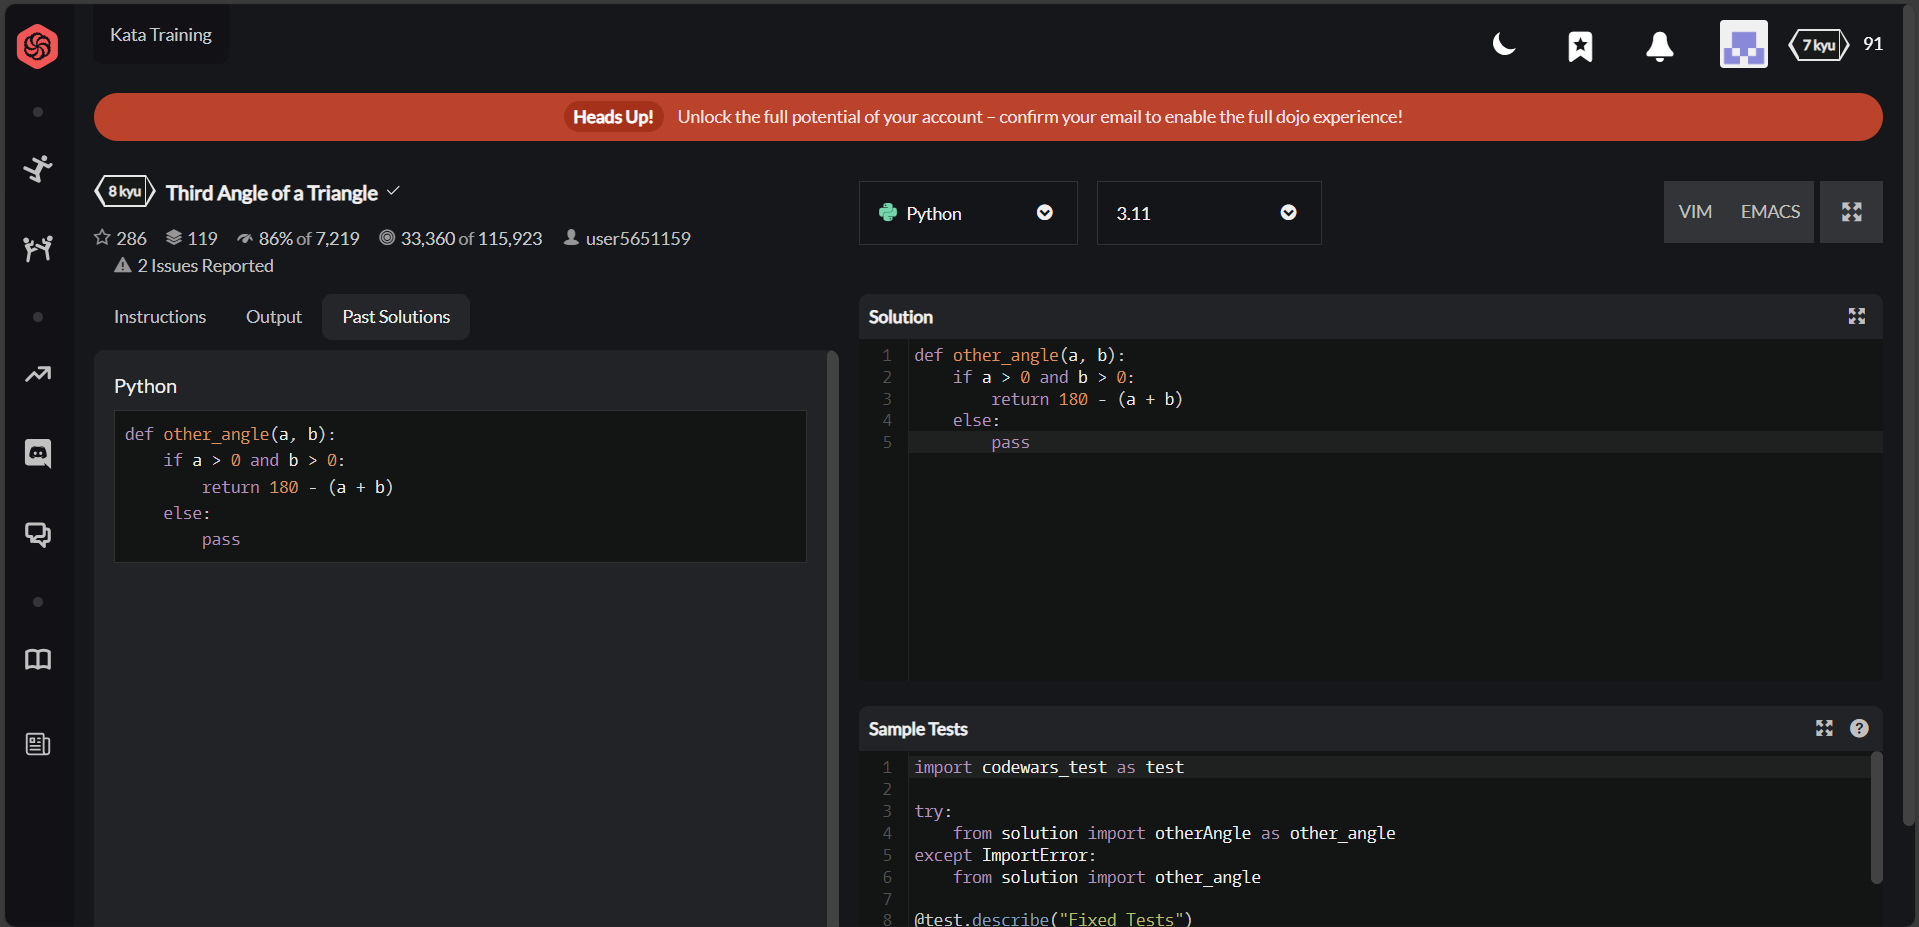 Kata Training
7 kyu 91
Heads Up! Unlock the full potential of your account – confirm your email to enable the full dojo experience!
8 kyu Third Angle of a Triangle
286 119 86% of 7,219 33,360 of 115,923 user5651159
2 Issues Reported
Python 3.11 VIM EMACS
Instructions Output Past Solutions
Python
def other_angle(a, b):
    if a > 0 and b > 0:
        return 180 - (a + b)
    else:
        pass
Solution
1 def other_angle(a, b):
2     if a > 0 and b > 0:
3         return 180 - (a + b)
4     else:
5         pass
Sample Tests
1 import codewars_test as test
2
3 try:
4     from solution import otherAngle as other_angle
5 except ImportError:
6     from solution import other_angle
7
8 @test.describe("Fixed Tests")